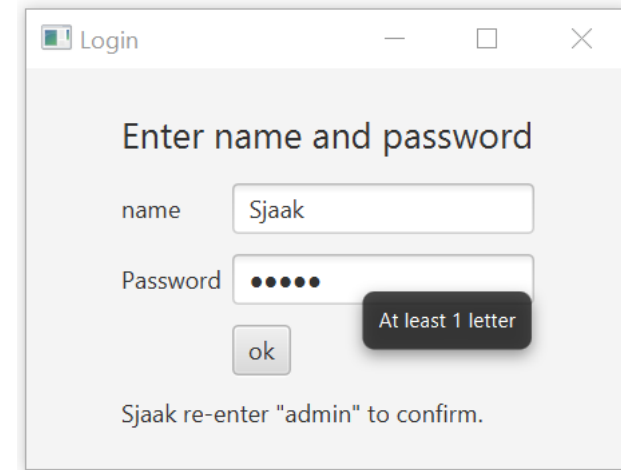 Login
Enter name and password
name Sjaak
Password ●●●●●
At least 1 letter
ok
Sjaak re-enter "admin" to confirm.